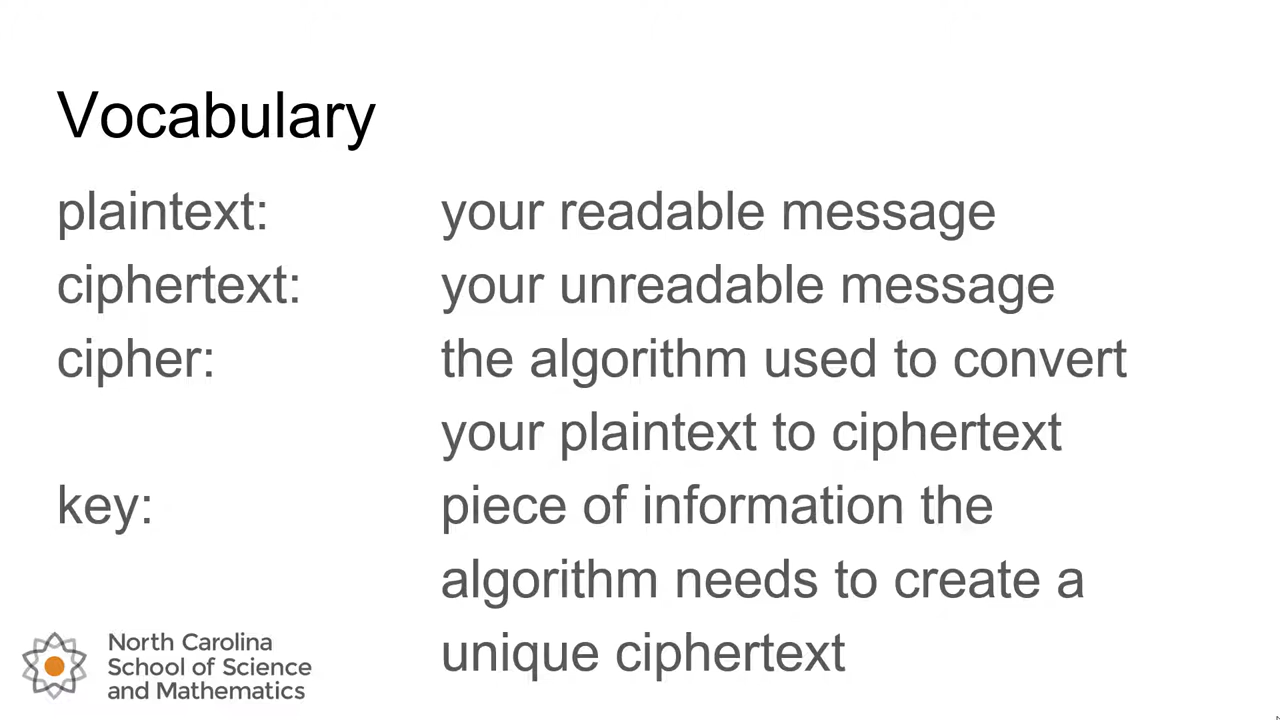 Vocabulary
plaintext: your readable message
ciphertext: your unreadable message
cipher: the algorithm used to convert
your plaintext to ciphertext
key: piece of information the
algorithm needs to create a
unique ciphertext
North Carolina
School of Science
and Mathematics